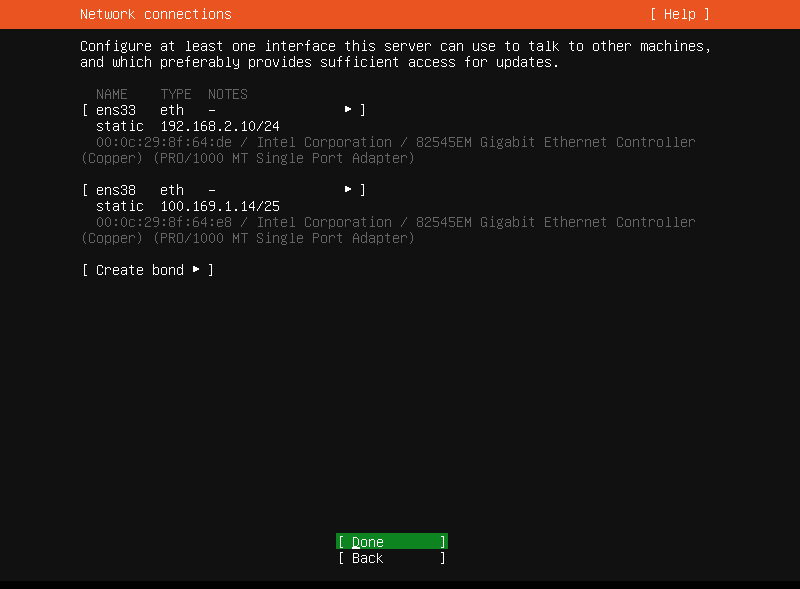 Network connections [ Help ]
Configure at least one interface this server can use to talk to other machines,
and which preferably provides sufficient access for updates.
NAME TYPE NOTES
[ ens33 eth – ▸ ]
static 192.168.2.10/24
00:0c:29:8f:64:de / Intel Corporation / 82545EM Gigabit Ethernet Controller
(Copper) (PRO/1000 MT Single Port Adapter)
[ ens38 eth – ▸ ]
static 100.169.1.14/25
00:0c:29:8f:64:e8 / Intel Corporation / 82545EM Gigabit Ethernet Controller
(Copper) (PRO/1000 MT Single Port Adapter)
[ Create bond ▸ ]
[ Done ]
[ Back ]